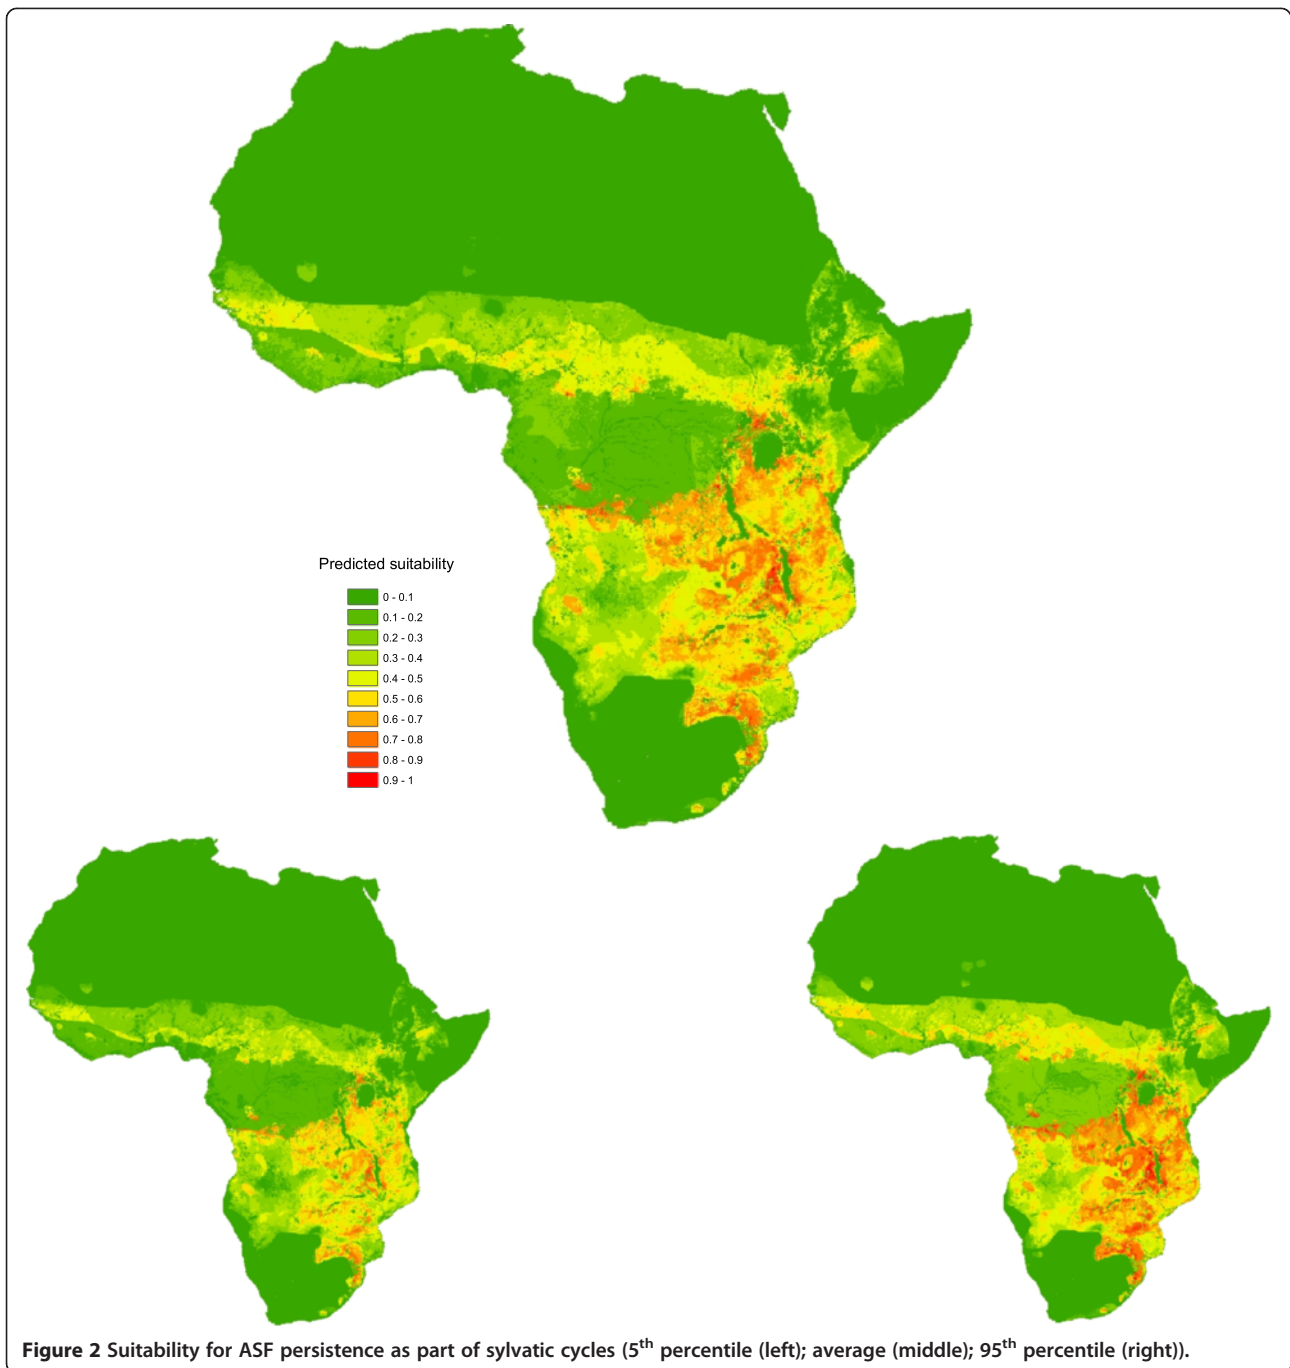 Predicted suitability
0 - 0.1
0.1 - 0.2
0.2 - 0.3
0.3 - 0.4
0.4 - 0.5
0.5 - 0.6
0.6 - 0.7
0.7 - 0.8
0.8 - 0.9
0.9 - 1
Figure 2 Suitability for ASF persistence as part of sylvatic cycles (5th percentile (left); average (middle); 95th percentile (right)).